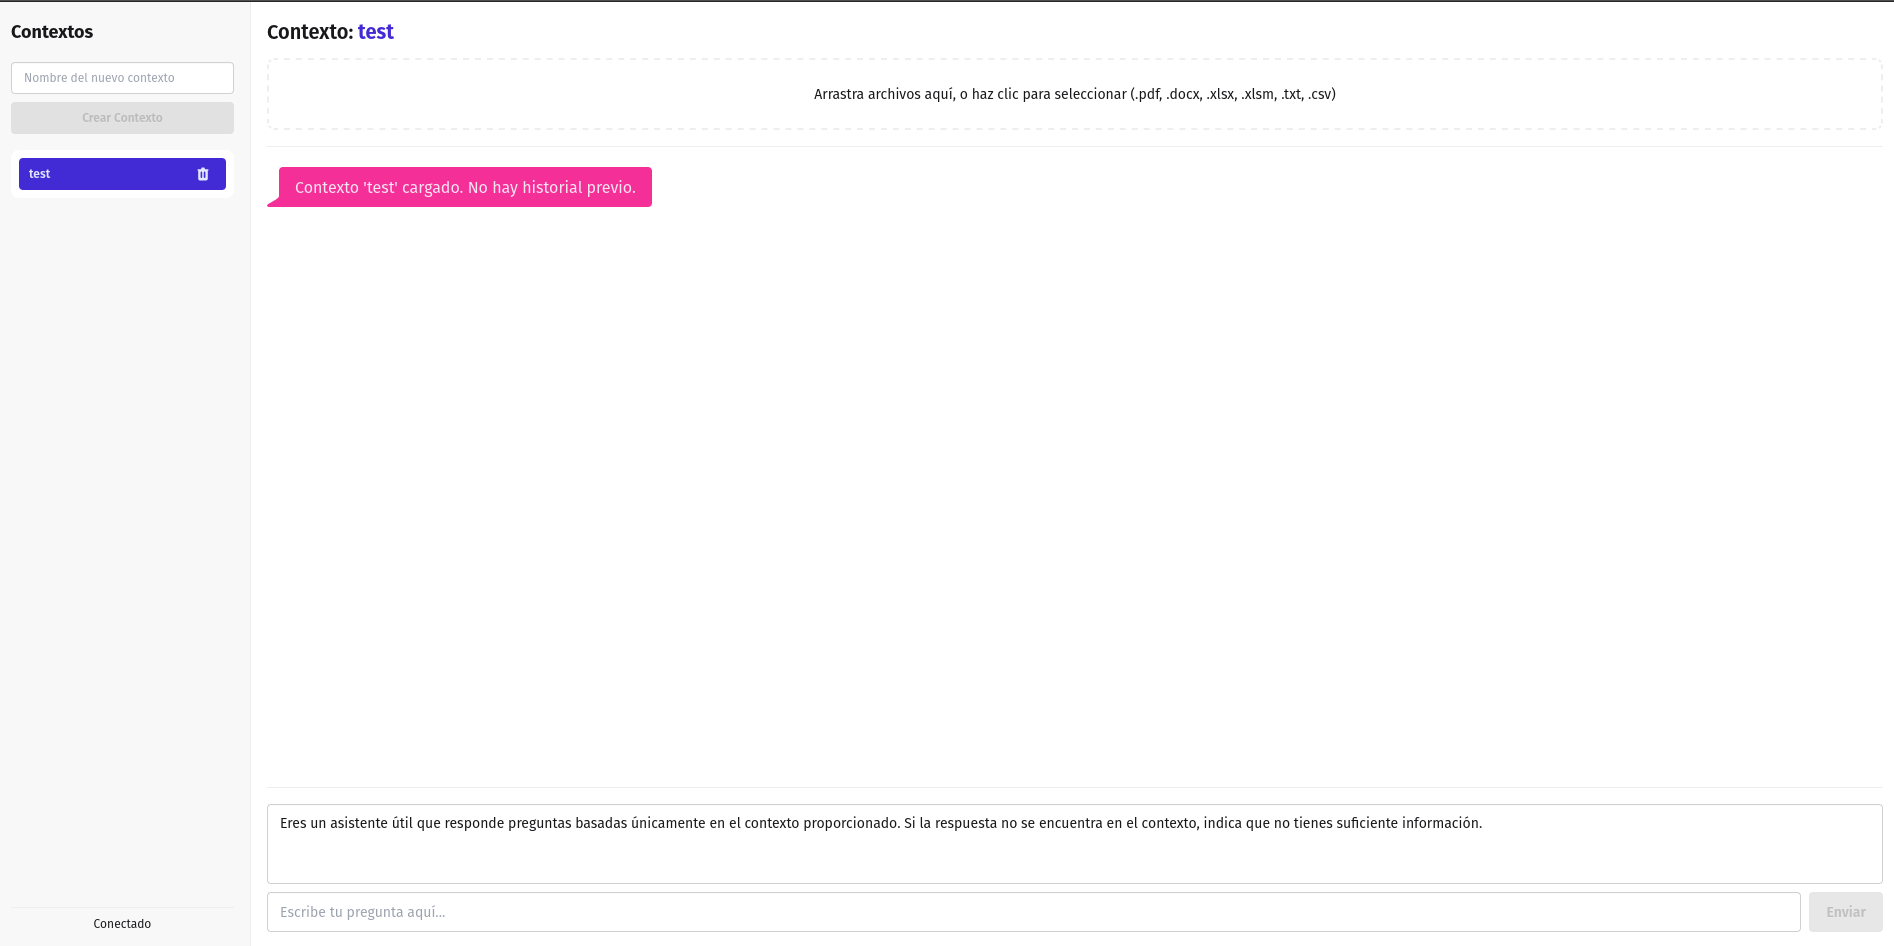 Contextos
Nombre del nuevo contexto
Crear Contexto
test
Conectado
Contexto: test
Arrastra archivos aquí, o haz clic para seleccionar (.pdf, .docx, .xlsx, .xlsm, .txt, .csv)
Contexto 'test' cargado. No hay historial previo.
Eres un asistente útil que responde preguntas basadas únicamente en el contexto proporcionado. Si la respuesta no se encuentra en el contexto, indica que no tienes suficiente información.
Escribe tu pregunta aquí...
Enviar